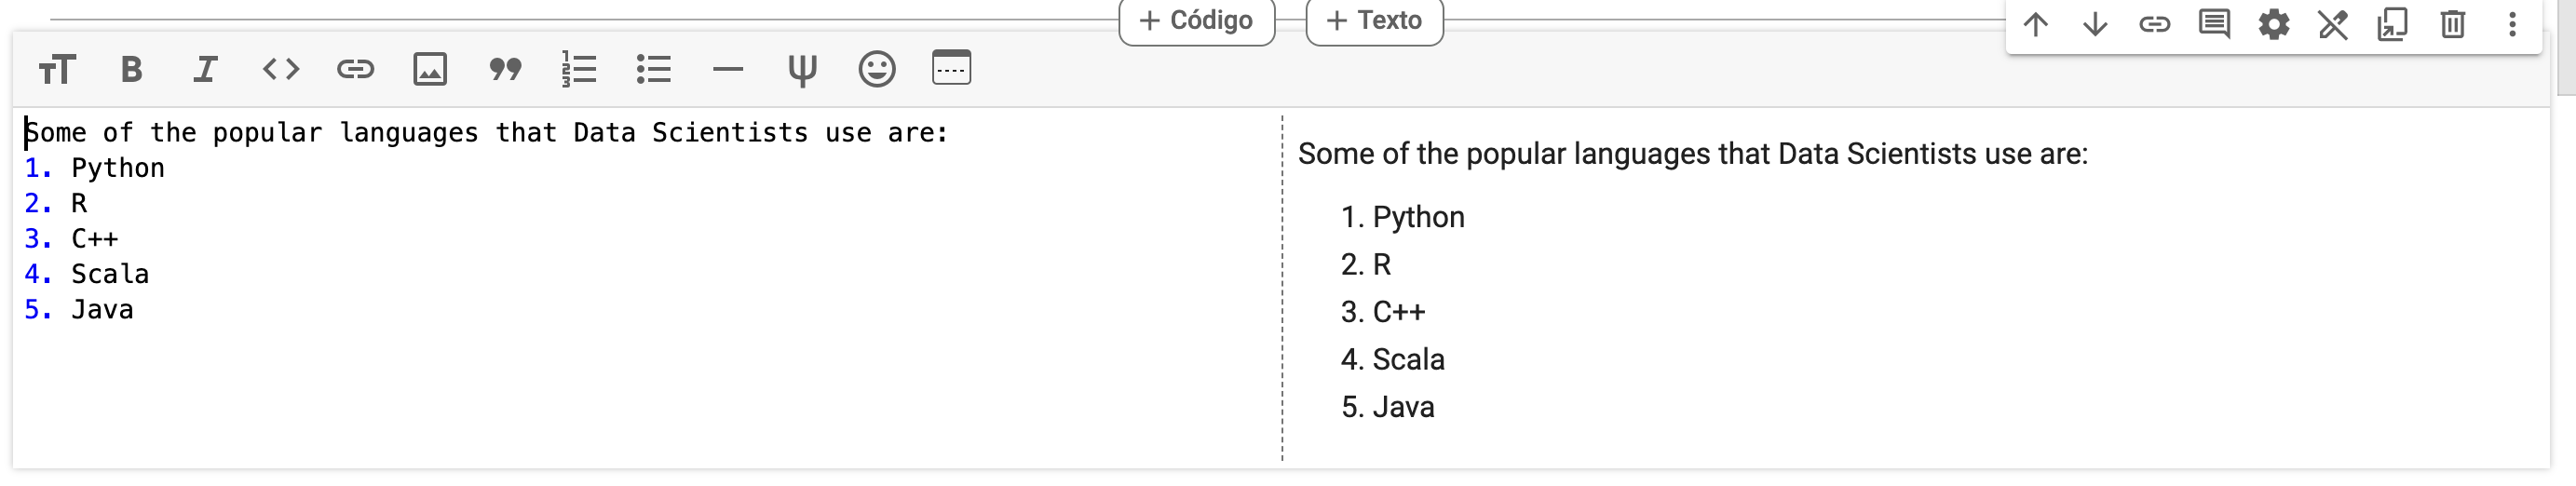 + Código + Texto
Some of the popular languages that Data Scientists use are:
1. Python
2. R
3. C++
4. Scala
5. Java
Some of the popular languages that Data Scientists use are:
1. Python
2. R
3. C++
4. Scala
5. Java